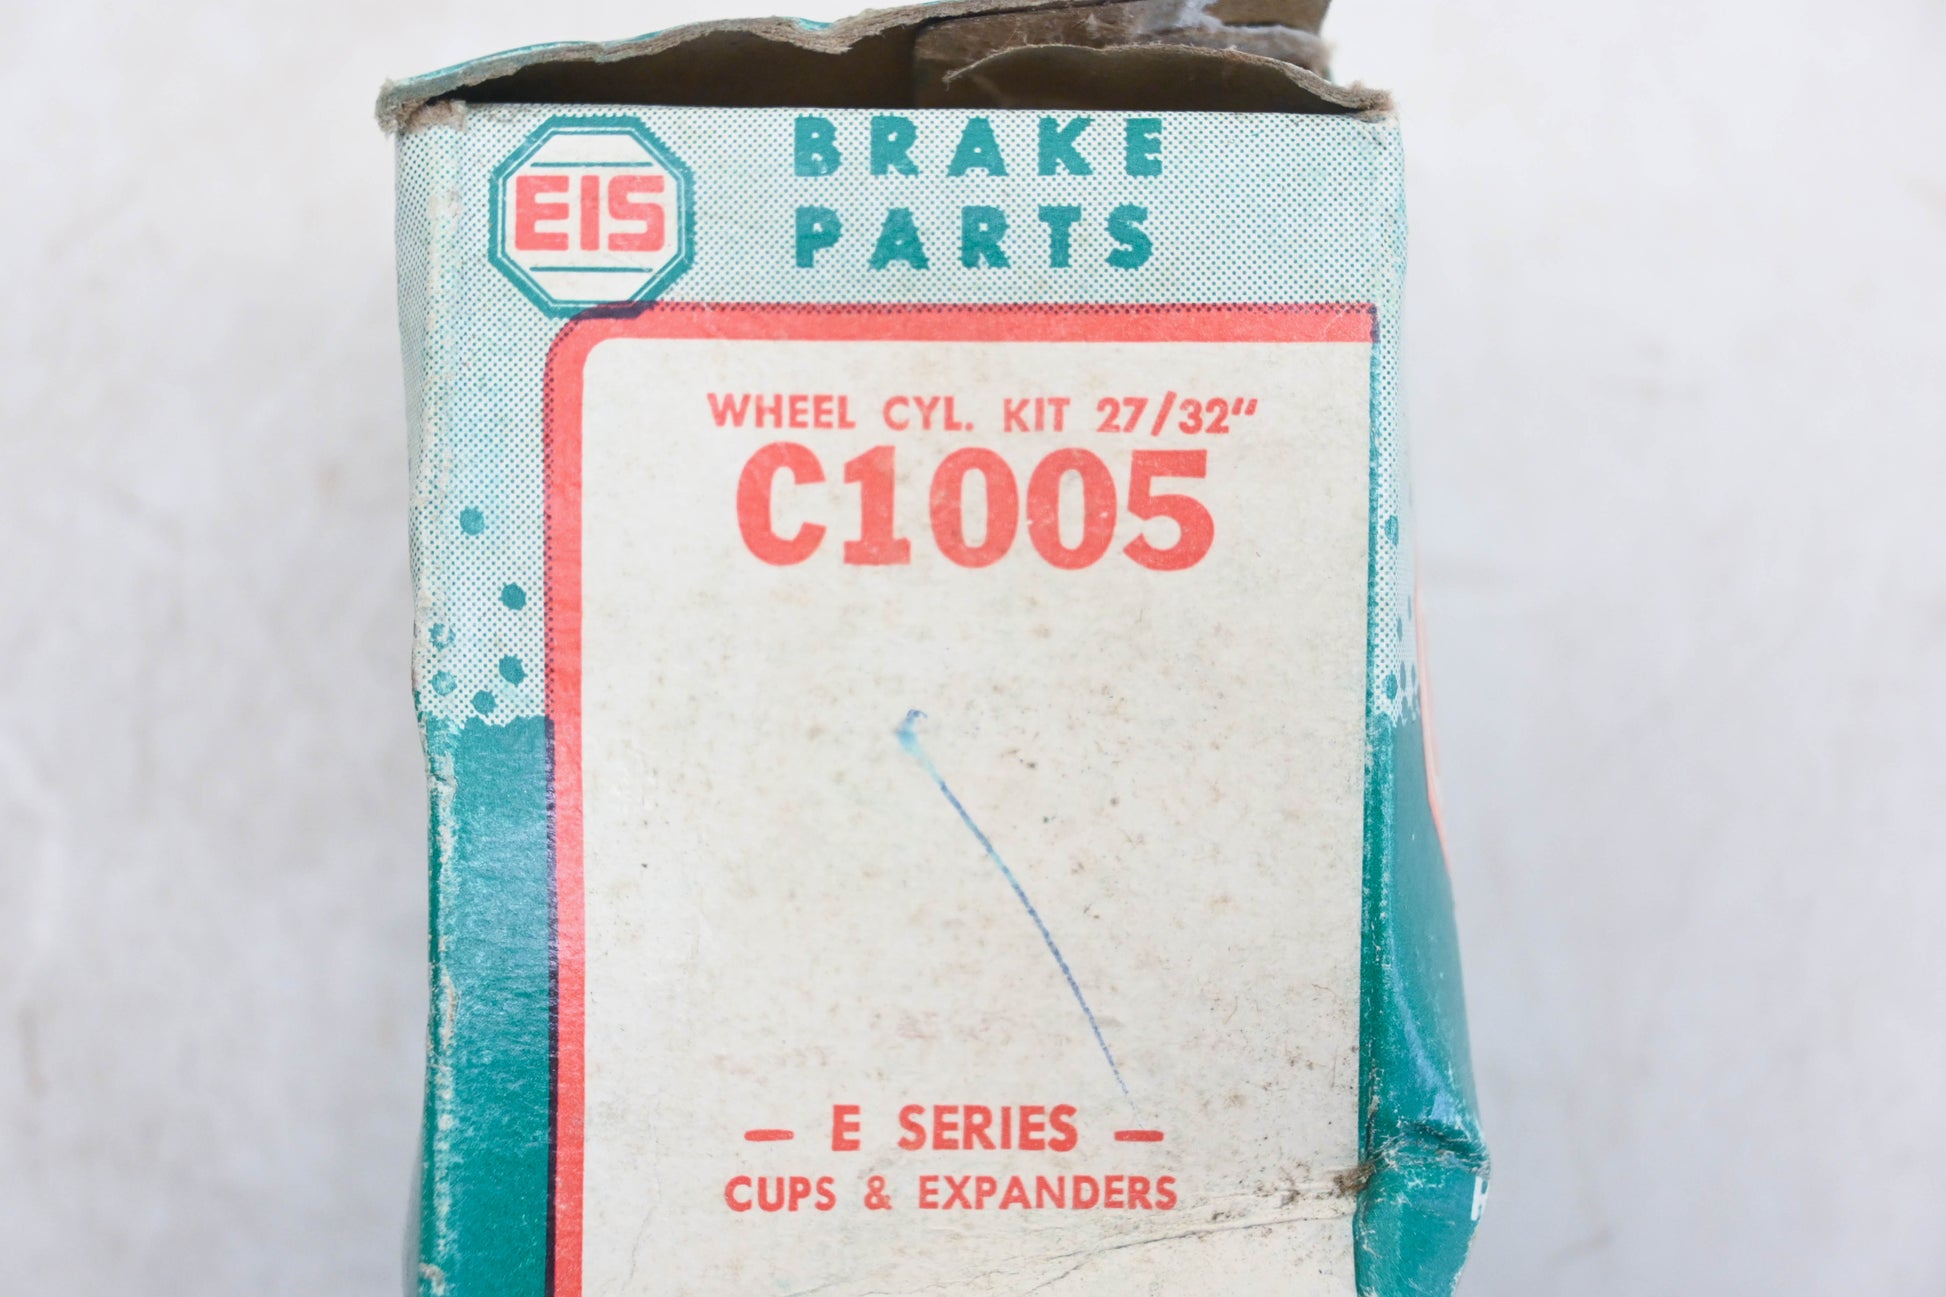 EIS
BRAKE
PARTS
WHEEL CYL. KIT 27/32"
C1005
— E SERIES —
CUPS & EXPANDERS